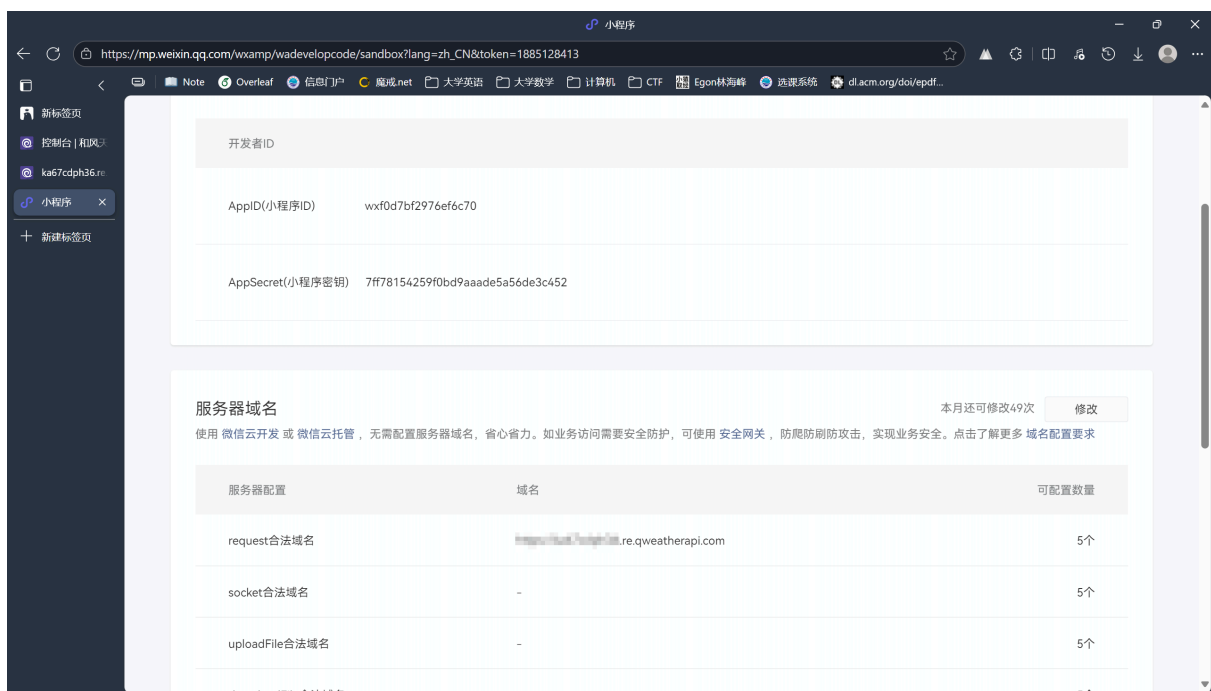 小程序
https://mp.weixin.qq.com/wxamp/wadevelopcode/sandbox?lang=zh_CN&token=1885128413
Note Overleaf 信息门户 魔戒.net 大学英语 大学数学 计算机 CTF Egon林海峰 选课系统 dl.acm.org/doi/epdf...
新标签页
控制台 | 和风天
ka67cdph36.re
小程序
新建标签页
开发者ID
AppID(小程序ID) wxf0d7bf2976ef6c70
AppSecret(小程序密钥) 7ff78154259f0bd9aaade5a56de3c452
服务器域名
本月还可修改49次 修改
使用 微信云开发 或 微信云托管 ，无需配置服务器域名，省心省力。如业务访问需要安全防护，可使用 安全网关 ，防爬防刷防攻击，实现业务安全。点击了解更多 域名配置要求
服务器配置 域名 可配置数量
request合法域名 .re.qweatherapi.com 5个
socket合法域名 - 5个
uploadFile合法域名 - 5个